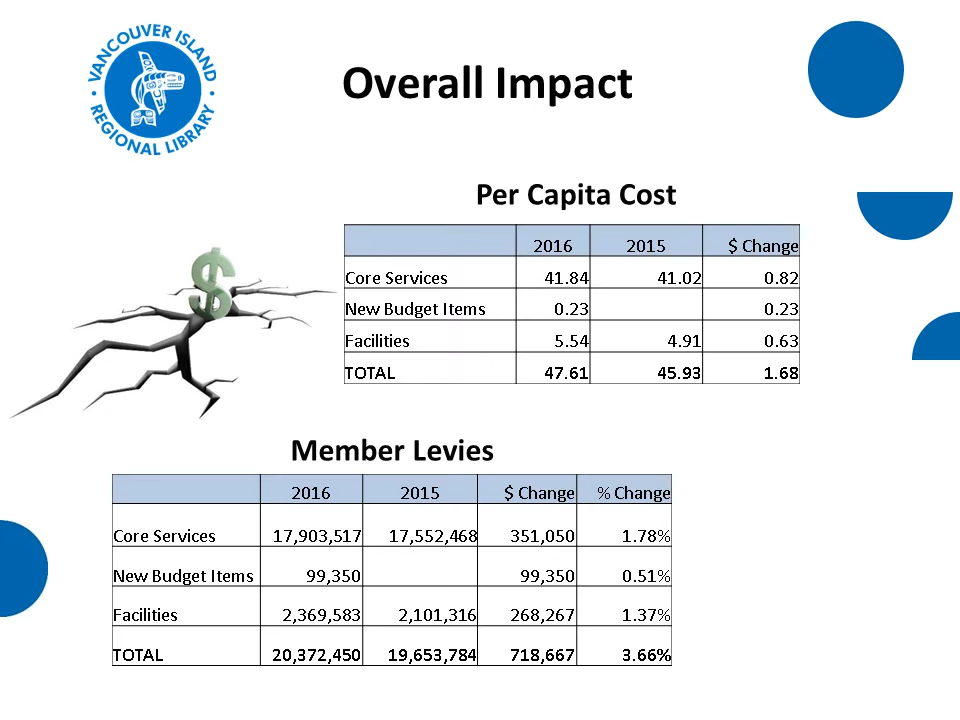 VANCOUVER ISLAND
REGIONAL LIBRARY
Overall Impact
Per Capita Cost
2016 2015 $ Change
Core Services 41.84 41.02 0.82
New Budget Items 0.23 0.23
Facilities 5.54 4.91 0.63
TOTAL 47.61 45.93 1.68
Member Levies
2016 2015 $ Change % Change
Core Services 17,903,517 17,552,468 351,050 1.78%
New Budget Items 99,350 99,350 0.51%
Facilities 2,369,583 2,101,316 268,267 1.37%
TOTAL 20,372,450 19,653,784 718,667 3.66%